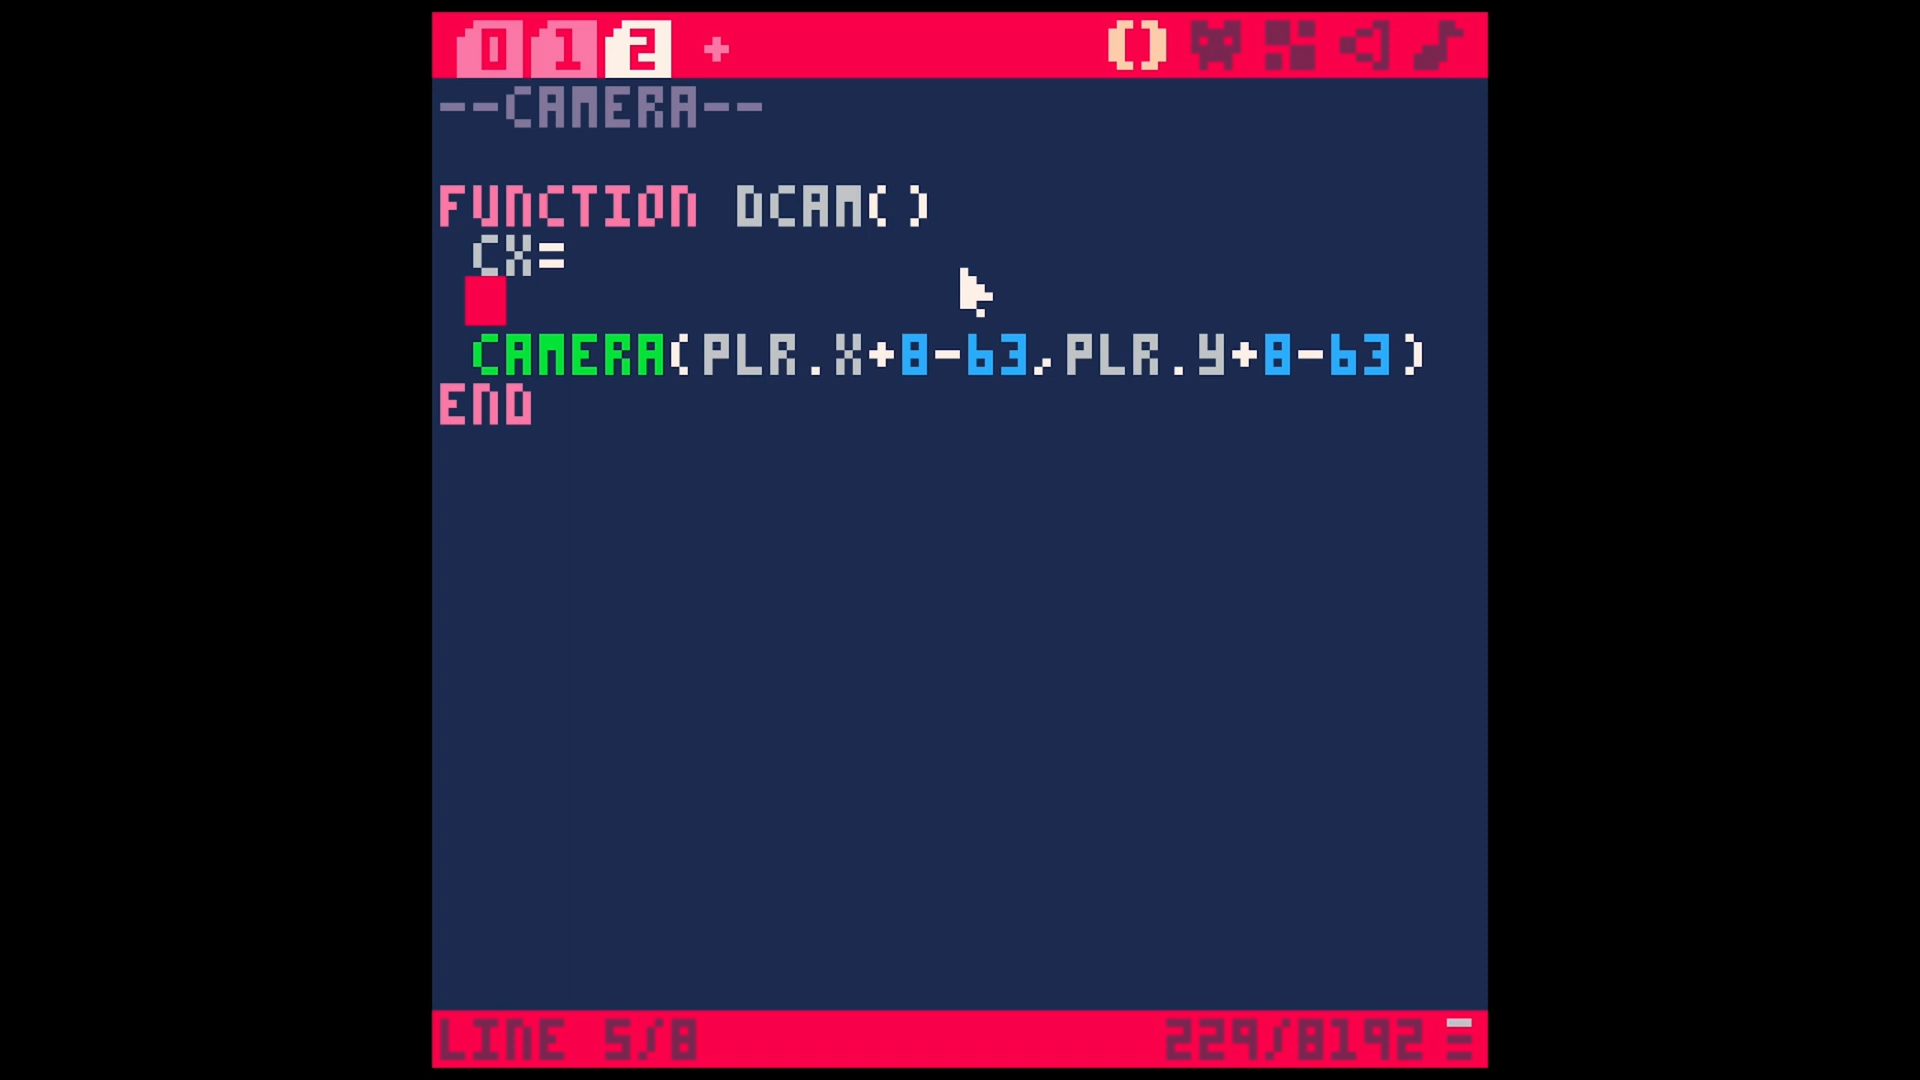 0 1 2 +
--CAMERA--
FUNCTION DCAM()
CX=
CAMERA(PLR.X+8-63,PLR.Y+8-63)
END
LINE 5/8 229/8192